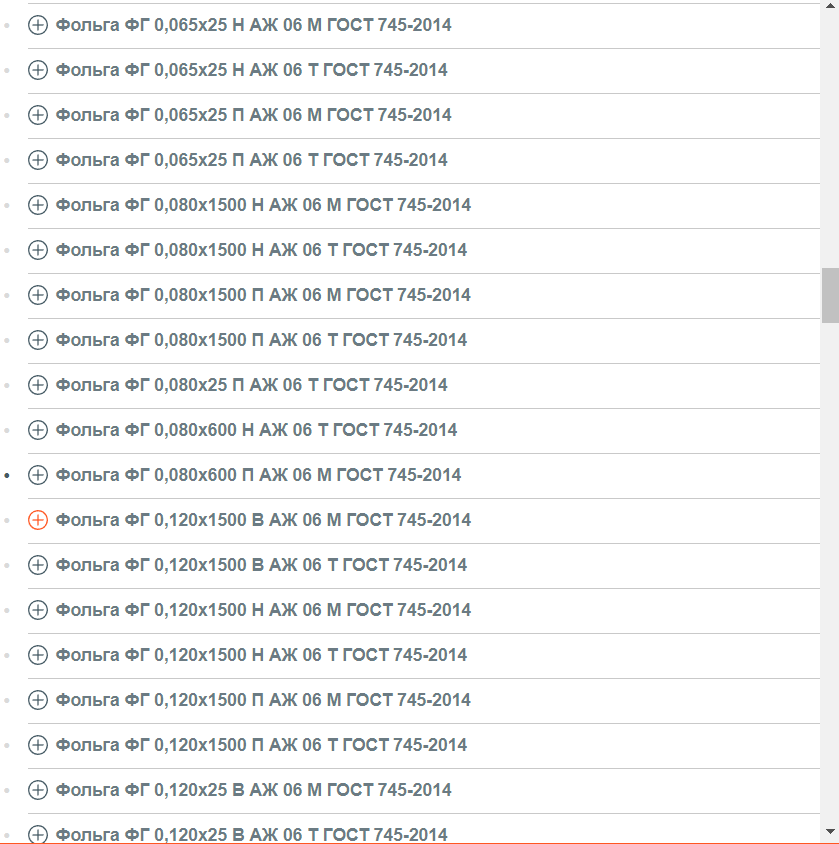 Фольга ФГ 0,065x25 Н АЖ 06 М ГОСТ 745-2014
Фольга ФГ 0,065x25 Н АЖ 06 Т ГОСТ 745-2014
Фольга ФГ 0,065x25 П АЖ 06 М ГОСТ 745-2014
Фольга ФГ 0,065x25 П АЖ 06 Т ГОСТ 745-2014
Фольга ФГ 0,080x1500 Н АЖ 06 М ГОСТ 745-2014
Фольга ФГ 0,080x1500 Н АЖ 06 Т ГОСТ 745-2014
Фольга ФГ 0,080x1500 П АЖ 06 М ГОСТ 745-2014
Фольга ФГ 0,080x1500 П АЖ 06 Т ГОСТ 745-2014
Фольга ФГ 0,080x25 П АЖ 06 Т ГОСТ 745-2014
Фольга ФГ 0,080x600 Н АЖ 06 Т ГОСТ 745-2014
Фольга ФГ 0,080x600 П АЖ 06 М ГОСТ 745-2014
Фольга ФГ 0,120x1500 В АЖ 06 М ГОСТ 745-2014
Фольга ФГ 0,120x1500 В АЖ 06 Т ГОСТ 745-2014
Фольга ФГ 0,120x1500 Н АЖ 06 М ГОСТ 745-2014
Фольга ФГ 0,120x1500 Н АЖ 06 Т ГОСТ 745-2014
Фольга ФГ 0,120x1500 П АЖ 06 М ГОСТ 745-2014
Фольга ФГ 0,120x1500 П АЖ 06 Т ГОСТ 745-2014
Фольга ФГ 0,120x25 В АЖ 06 М ГОСТ 745-2014
Фольга ФГ 0,120x25 В АЖ 06 Т ГОСТ 745-2014